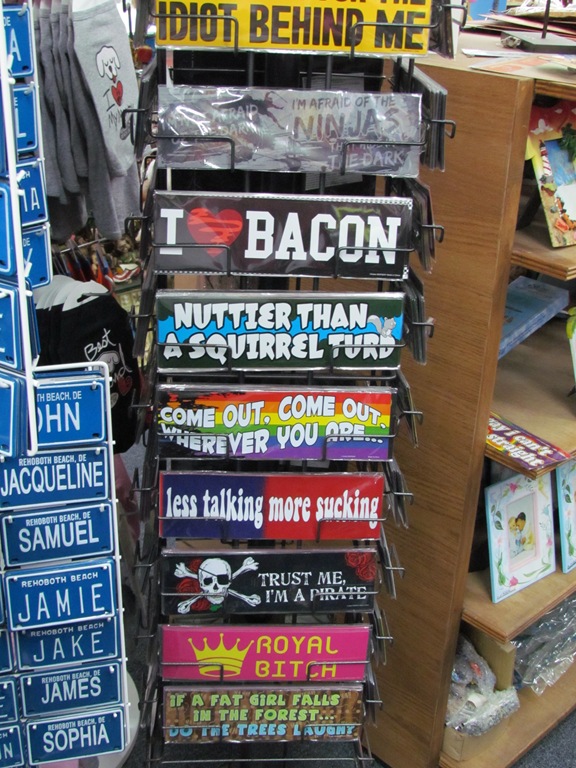 IDIOT BEHIND ME
I'M AFRAID OF THE
NINJAS
THE DARK
I BACON
NUTTIER THAN
A SQUIRREL TURD
COME OUT, COME OUT,
WHEREVER YOU ARE...
less talking more sucking
TRUST ME,
I'M A PIRATE
ROYAL
BITCH
IF A FAT GIRL FALLS
IN THE FOREST...
DO THE TREES LAUGH?
JACQUELINE
REHOBOTH BEACH, DE
SAMUEL
REHOBOTH BEACH
JAMIE
REHOBOTH BEACH, DE
JAKE
REHOBOTH BEACH, DE
JAMES
REHOBOTH BEACH, DE
SOPHIA
Best